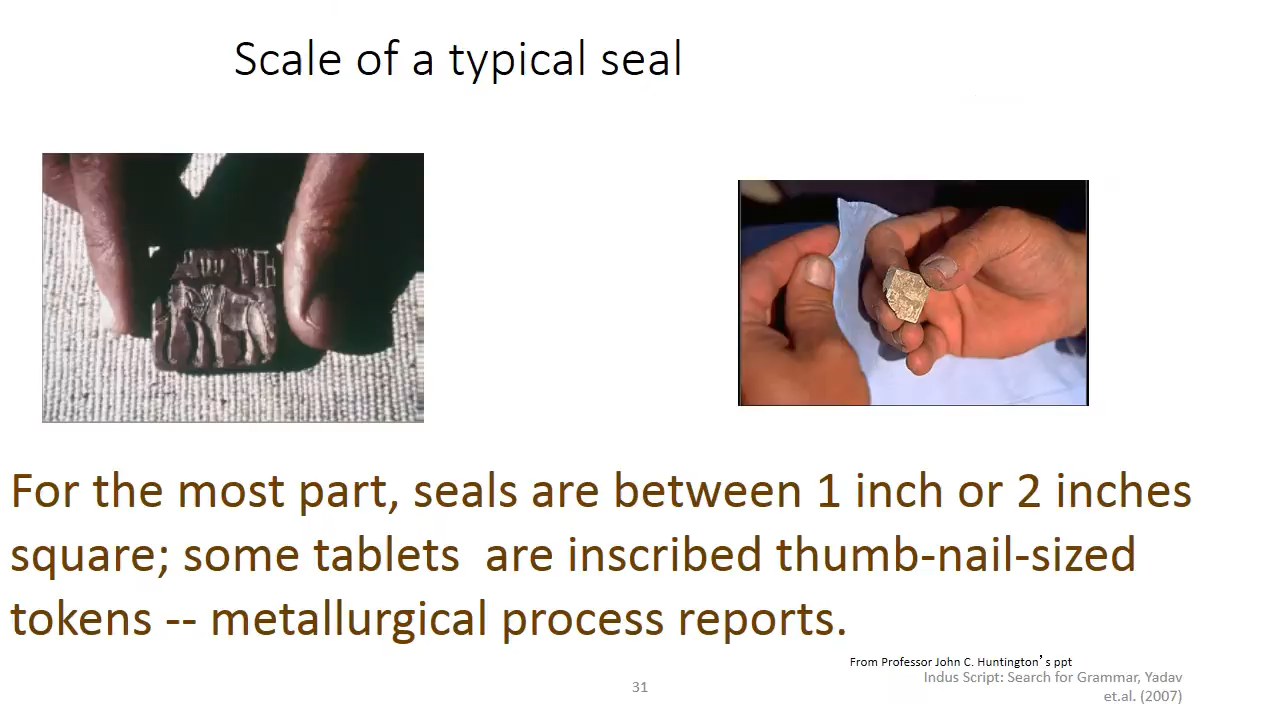 Scale of a typical seal
For the most part, seals are between 1 inch or 2 inches
square; some tablets  are inscribed thumb-nail-sized
tokens -- metallurgical process reports.
From Professor John C. Huntington’s ppt
Indus Script: Search for Grammar, Yadav
et.al. (2007)
31